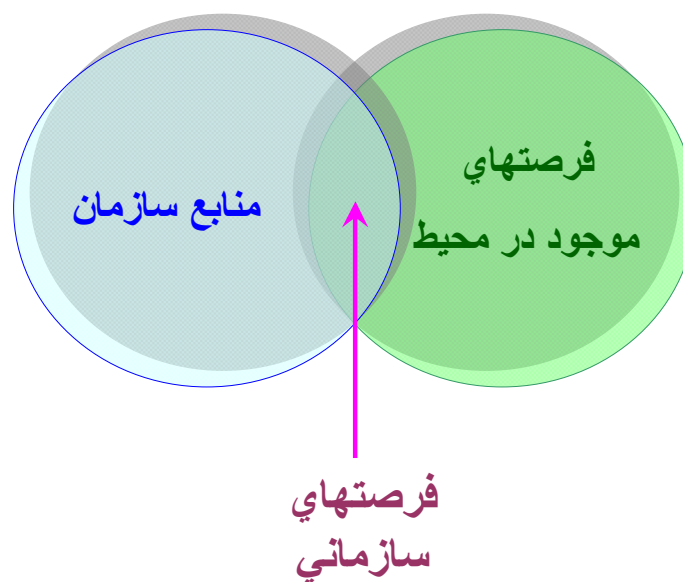 فرصتهاي
موجود در محيط
منابع سازمان
فرصتهاي
سازماني